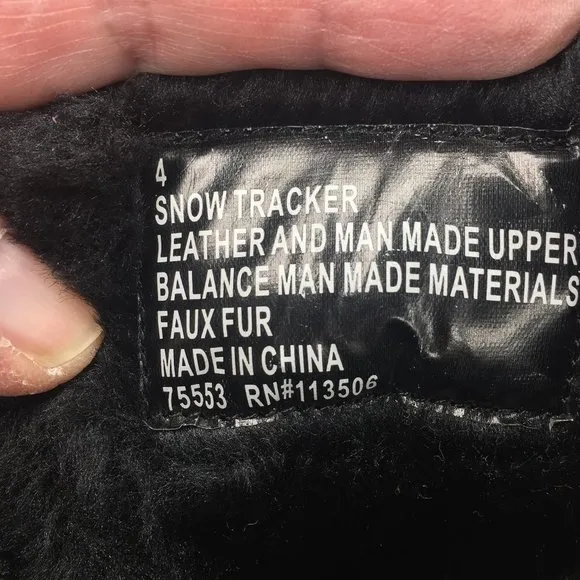 4
SNOW TRACKER
LEATHER AND MAN MADE UPPER
BALANCE MAN MADE MATERIALS
FAUX FUR
MADE IN CHINA
75553 RN#113506